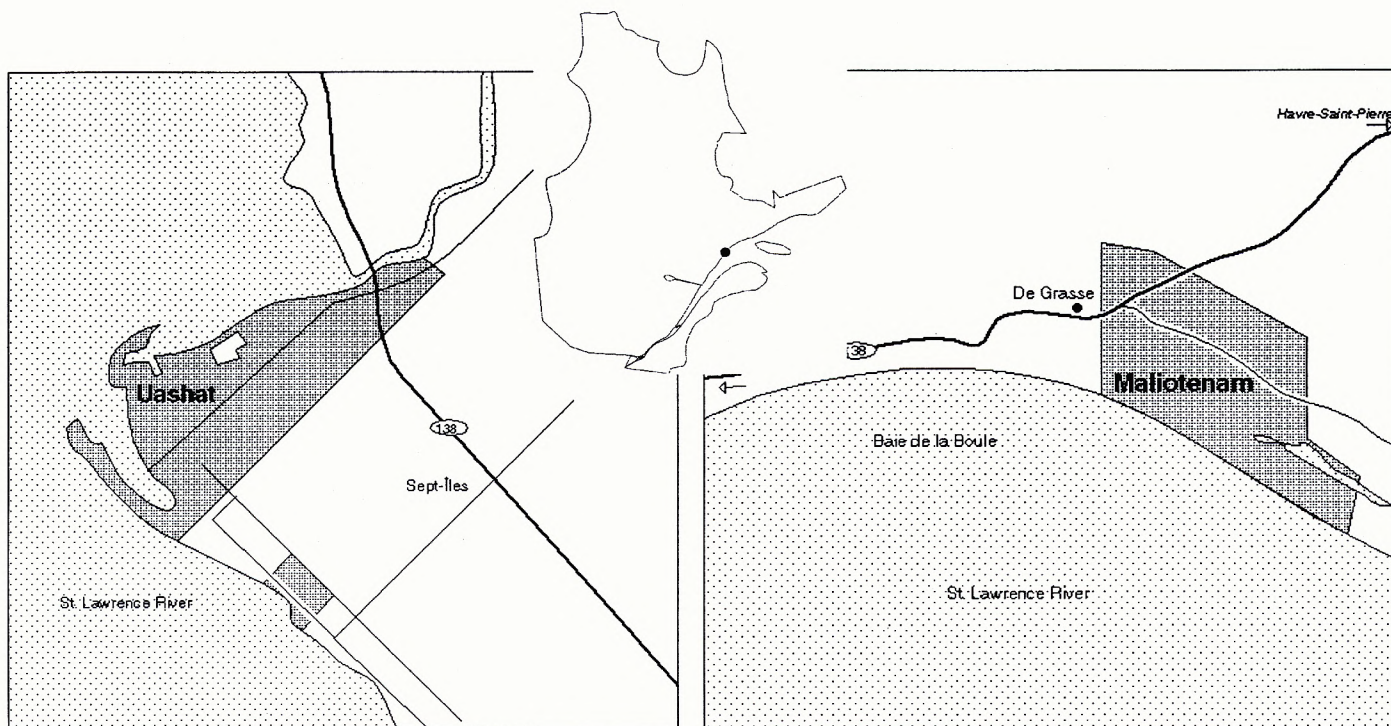 Uashat
138
Sept-Îles
St. Lawrence River
Havre-Saint-Pierre
De Grasse
138
Maliotenam
Baie de la Boule
St. Lawrence River